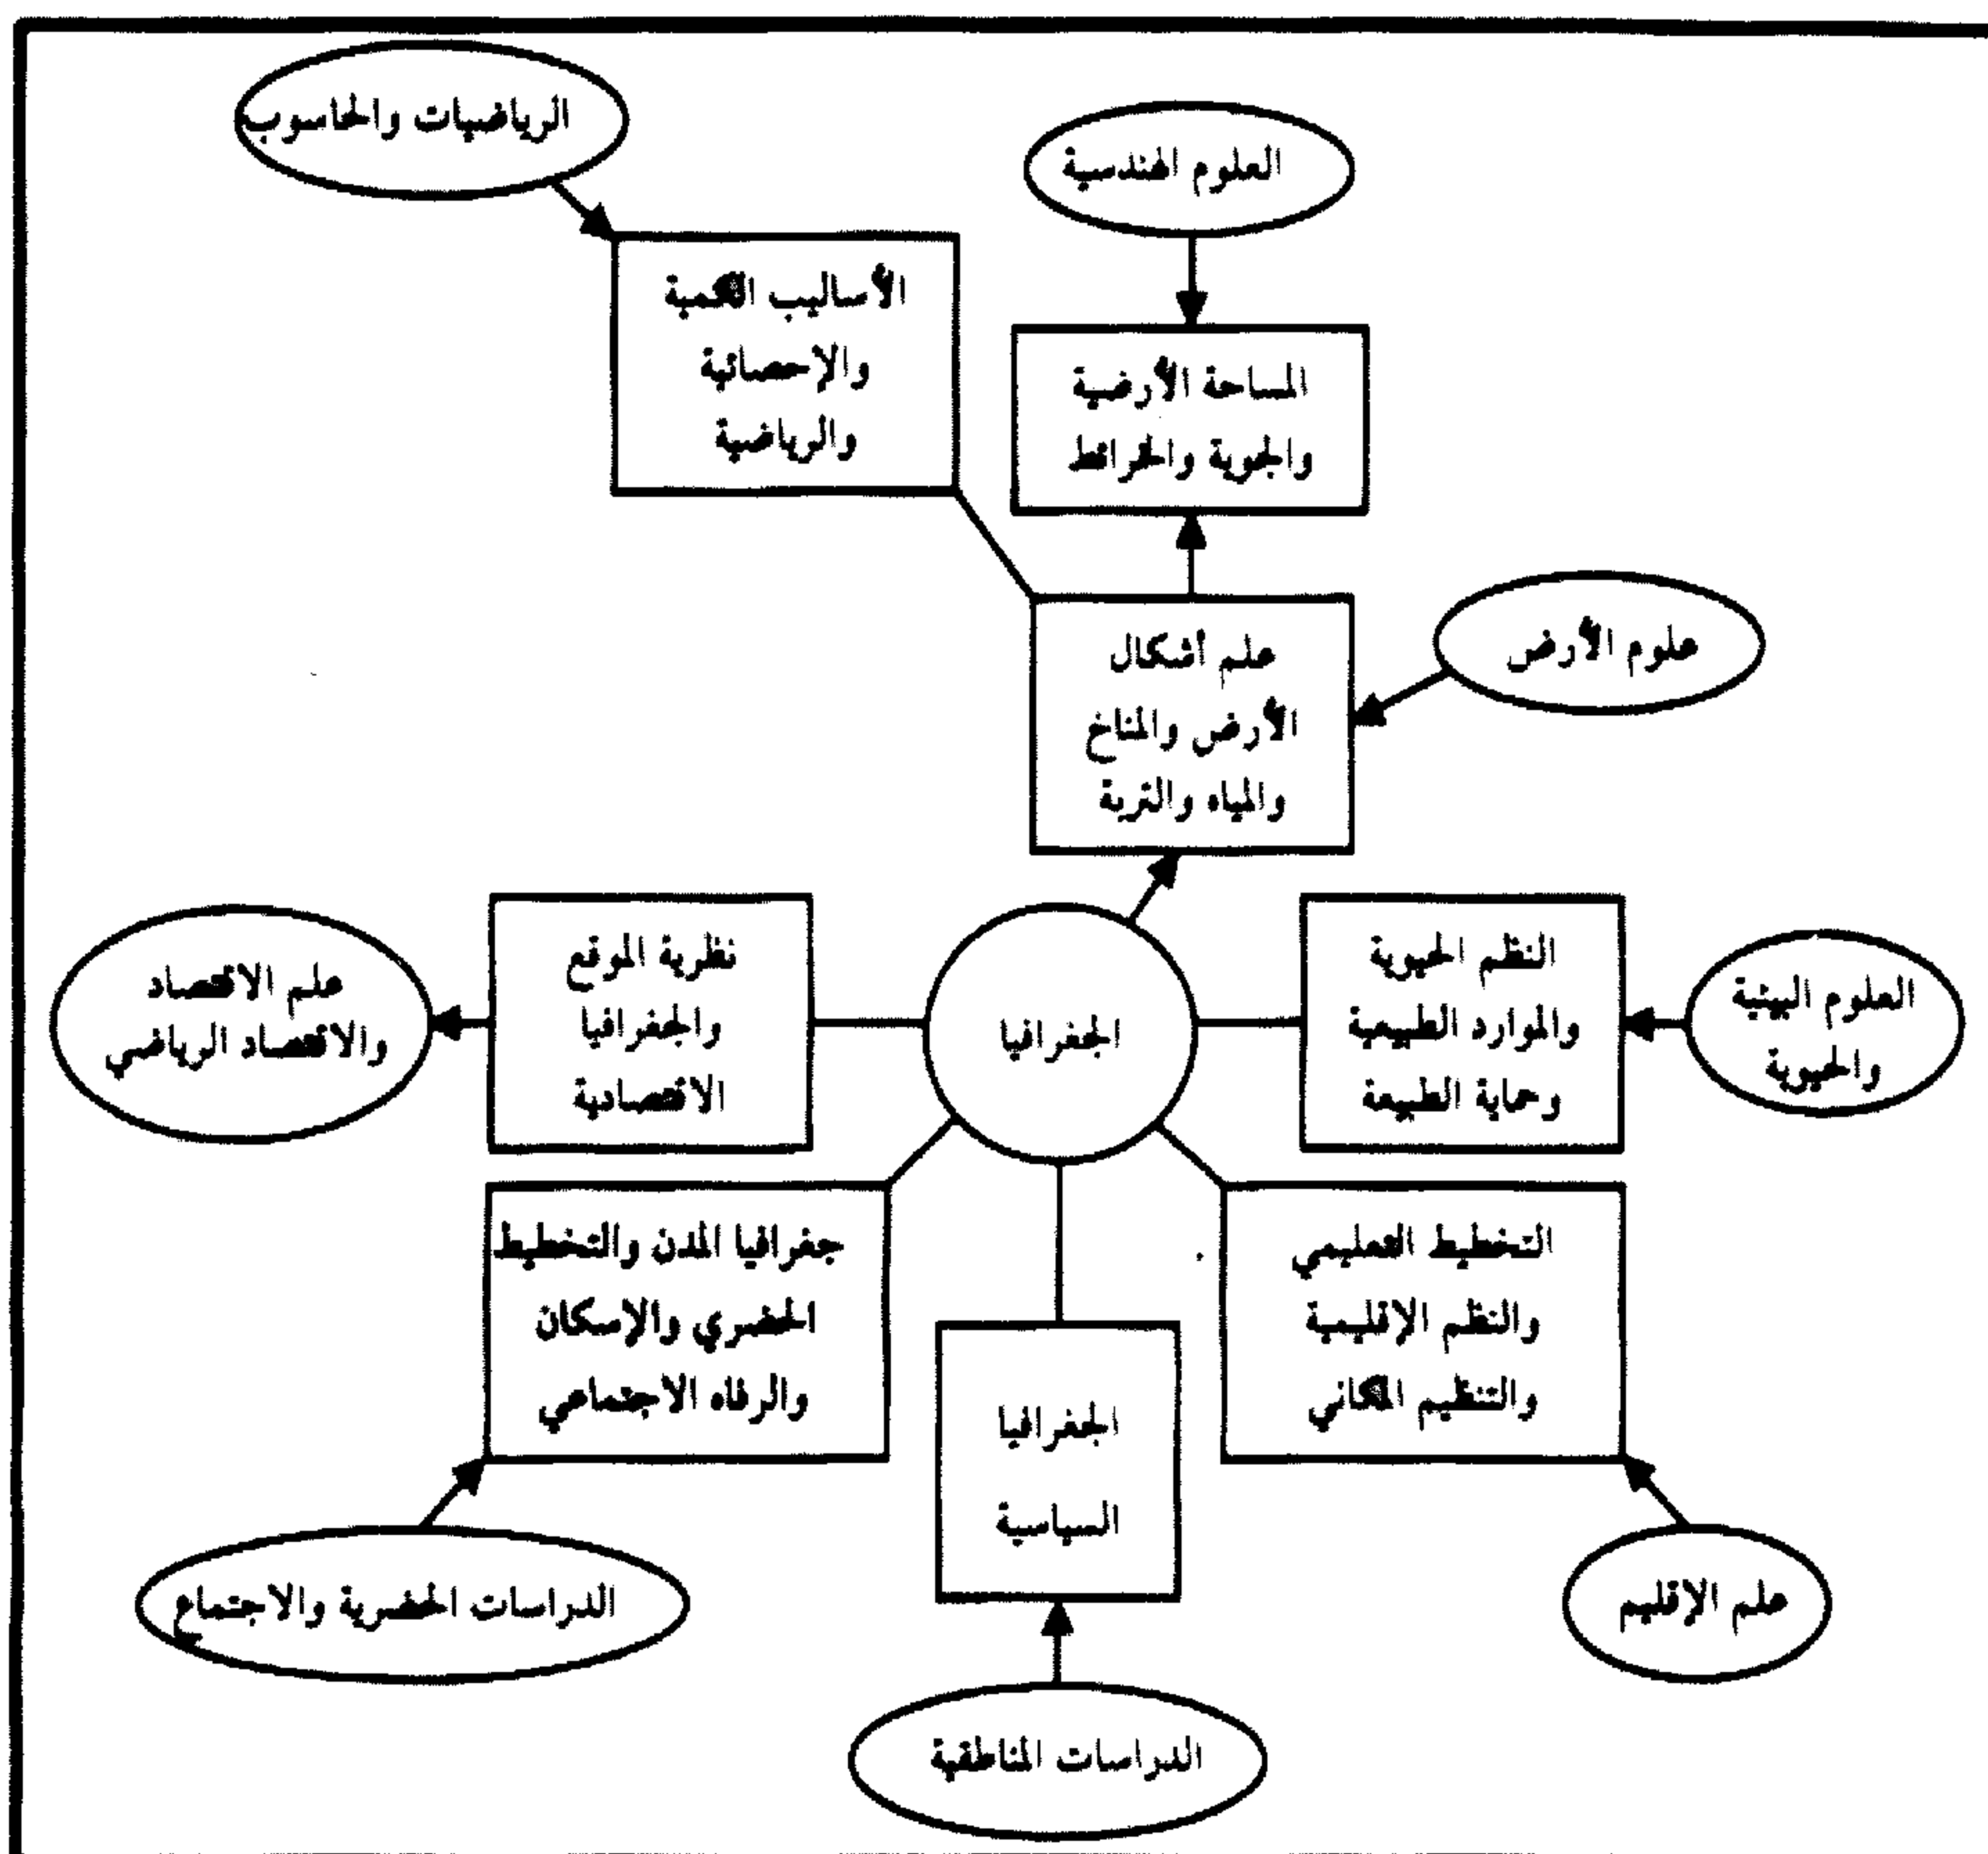 الرياضيات والحاسوب
العلوم الهندسية
الأساليب الكمية
والإحصائية
والرياضية
المساحة الأرضية
والجوية والخرائط
علم أشكال
الأرض والمناخ
والمياه والتربة
علوم الأرض
النظم الحيوية
والموارد الطبيعية
وحماية الطبيعة
العلوم البيئية
والحيوية
الجغرافيا
نظرية الموقع
والجغرافيا
الاقتصادية
علم الاقتصاد
والاقتصاد الرياضي
التخطيط التعليمي
والنظم الإقليمية
والتنظيم المكاني
الجغرافيا
السياسية
جغرافيا المدن والتخطيط
الحضري والإسكان
والرفاه الاجتماعي
علم الإقليم
الدراسات المناطقية
الدراسات الحضرية والاجتماع